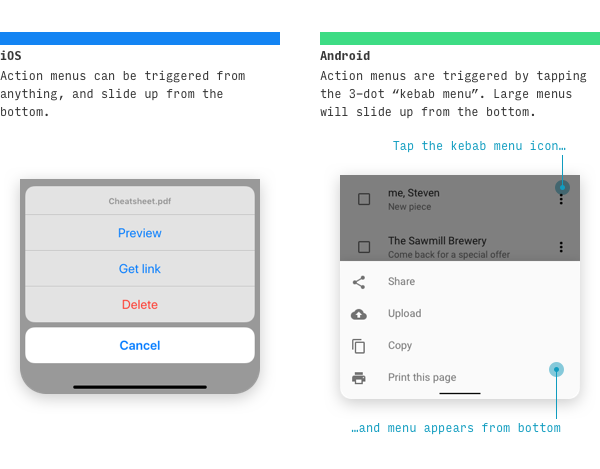 iOS
Action menus can be triggered from
anything, and slide up from the
bottom.
Cheatsheet.pdf
Preview
Get link
Delete
Cancel
Android
Action menus are triggered by tapping
the 3-dot “kebab menu”. Large menus
will slide up from the bottom.
Tap the kebab menu icon…
me, Steven
New piece
The Sawmill Brewery
Come back for a special offer
Share
Upload
Copy
Print this page
…and menu appears from bottom